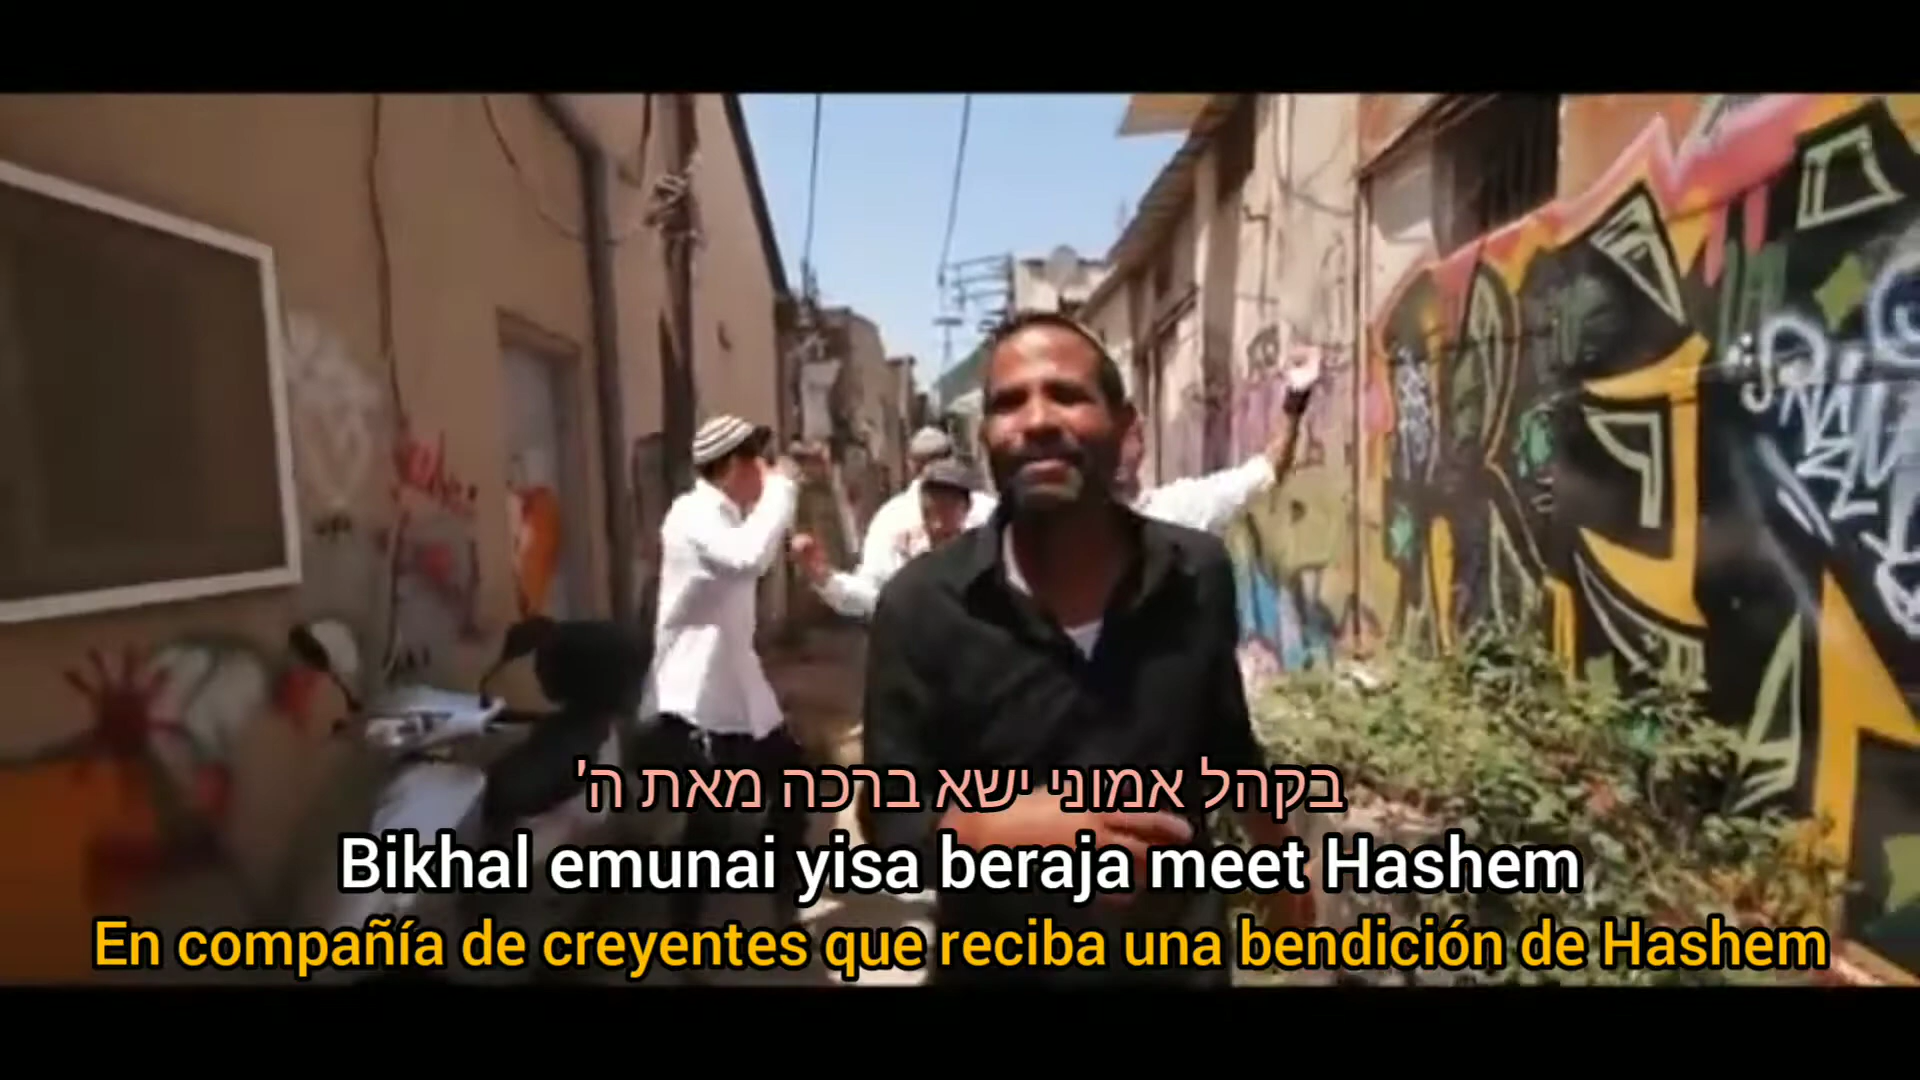 בקהל אמוני ישא ברכה מאת ה'
Bikhal emunai yisa beraja meet Hashem
En compañía de creyentes que reciba una bendición de Hashem